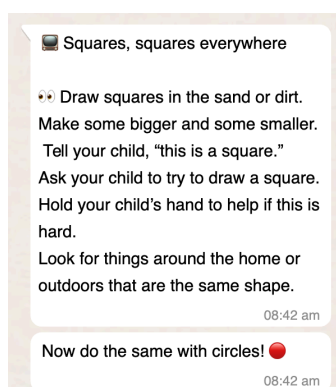 📺 Squares, squares everywhere
👀 Draw squares in the sand or dirt.
Make some bigger and some smaller.
Tell your child, “this is a square.”
Ask your child to try to draw a square.
Hold your child’s hand to help if this is
hard.
Look for things around the home or
outdoors that are the same shape.
08:42 am
Now do the same with circles! 🔴
08:42 am